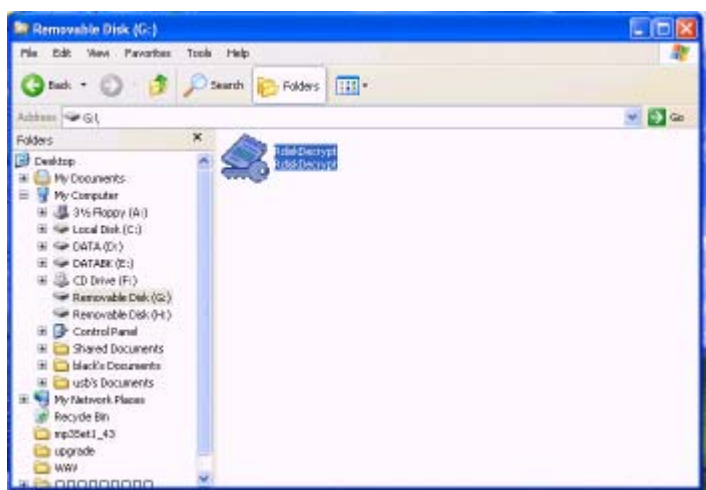 Removable Disk (G:)
File Edit View Favorites Tools Help
Back Search Folders
Address G:\ Go
Folders
RdiskDecrypt
RdiskDecrypt
Desktop
My Documents
My Computer
3½ Floppy (A:)
Local Disk (C:)
DATA (D:)
DATABK (E:)
CD Drive (F:)
Removable Disk (G:)
Removable Disk (H:)
Control Panel
Shared Documents
black's Documents
usb's Documents
My Network Places
Recycle Bin
mp3Set1_43
upgrade
WAV